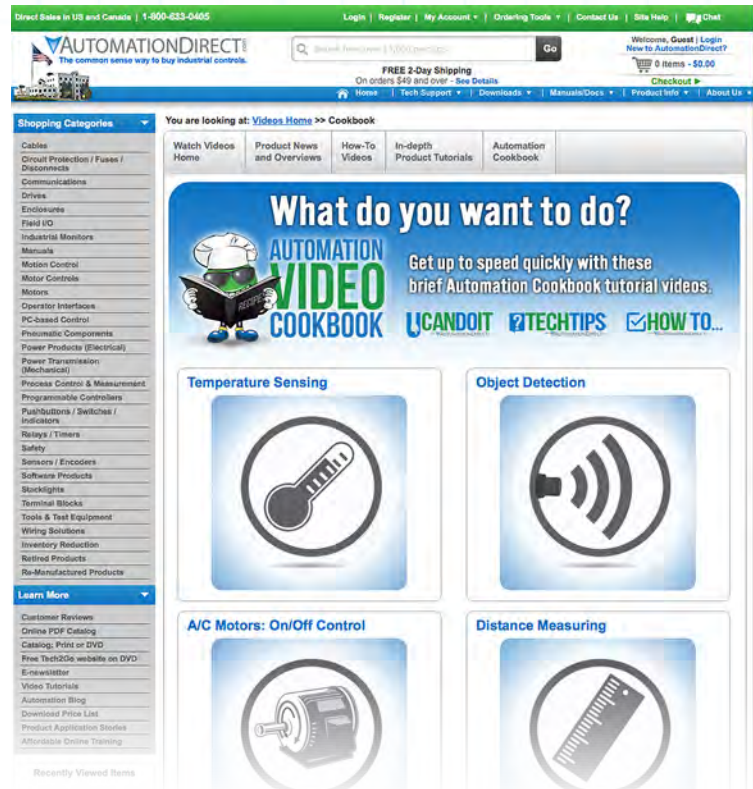 Direct Sales in US and Canada | 1-800-633-0405
Login | Register | My Account | Ordering Tools | Contact Us | Site Help | Chat
AUTOMATIONDIRECT
The common sense way to buy industrial controls.
Go
Welcome, Guest | Login
New to AutomationDirect?
FREE 2-Day Shipping
On orders $49 and over - See Details
0 items - $0.00
Checkout
Home | Tech Support | Downloads | Manuals/Docs | Product Info | About Us
Shopping Categories
Cables
Circuit Protection / Fuses /
Disconnects
Communications
Drives
Enclosures
Field I/O
Industrial Monitors
Manuals
Motion Control
Motor Controls
Motors
Operator Interfaces
PC-based Control
Pneumatic Components
Power Products (Electrical)
Power Transmission
(Mechanical)
Process Control & Measurement
Programmable Controllers
Pushbuttons / Switches /
Indicators
Relays / Timers
Safety
Sensors / Encoders
Software Products
Stacklights
Terminal Blocks
Tools & Test Equipment
Wiring Solutions
Inventory Reduction
Retired Products
Re-Manufactured Products
Learn More
Customer Reviews
Online PDF Catalog
Catalog; Print or DVD
Free Tech2Go website on DVD
E-newsletter
Video Tutorials
Automation Blog
Download Price List
Product Application Stories
Affordable Online Training
Recently Viewed Items
You are looking at: Videos Home >> Cookbook
Watch Videos
Home
Product News
and Overviews
How-To
Videos
In-depth
Product Tutorials
Automation
Cookbook
What do you want to do?
RECIPES
AUTOMATION
VIDEO
COOKBOOK
Get up to speed quickly with these
brief Automation Cookbook tutorial videos.
UCANDOIT
TECHTIPS
HOW TO...
Temperature Sensing
Object Detection
A/C Motors: On/Off Control
Distance Measuring